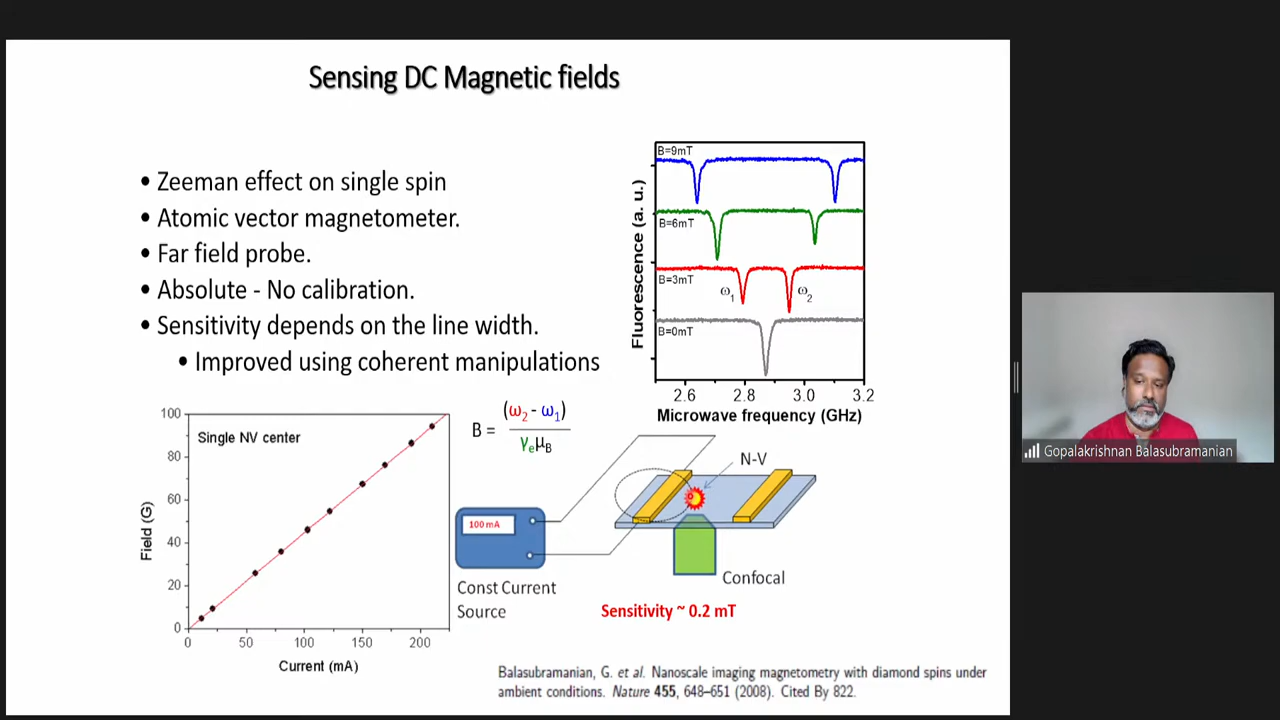 Sensing DC Magnetic fields
• Zeeman effect on single spin
• Atomic vector magnetometer.
• Far field probe.
• Absolute - No calibration.
• Sensitivity depends on the line width.
• Improved using coherent manipulations
B=9mT
B=6mT
B=3mT
ω1
ω2
B=0mT
Fluorescence (a. u.)
2.6 2.8 3.0 3.2
Microwave frequency (GHz)
B = (ω2 - ω1)
γeμB
100
80
60
40
20
0
Single NV center
Field (G)
0 50 100 150 200
Current (mA)
100 mA
Const Current
Source
N-V
Confocal
Sensitivity ~ 0.2 mT
Balasubramanian, G. et al. Nanoscale imaging magnetometry with diamond spins under
ambient conditions. Nature 455, 648–651 (2008). Cited By 822.
Gopalakrishnan Balasubramanian